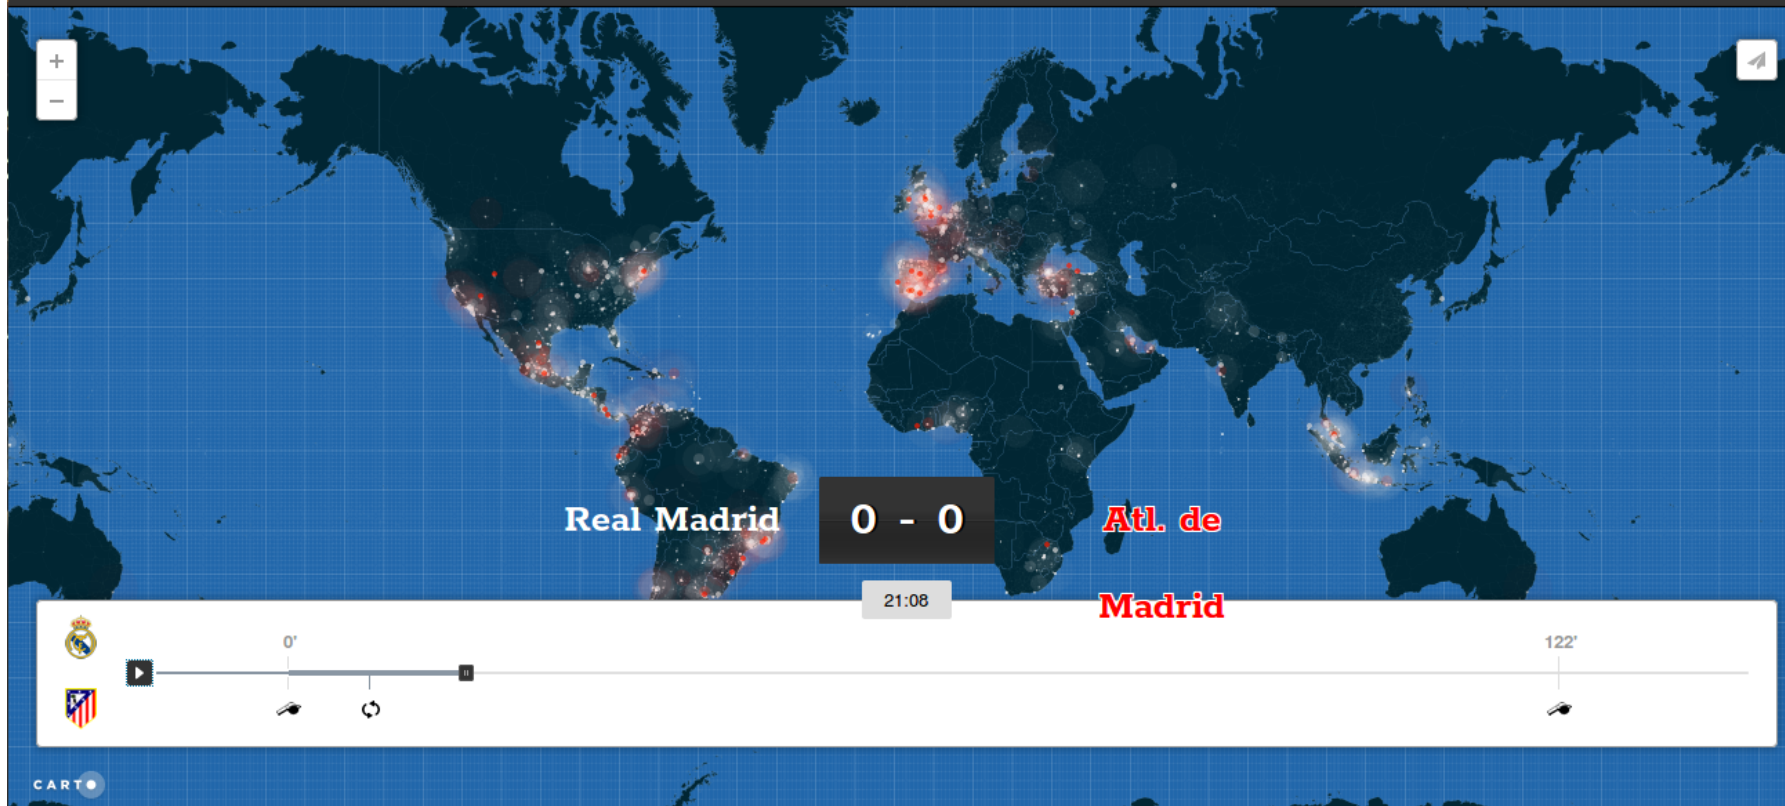 +
−
Real Madrid
0 - 0
Atl. de
Madrid
21:08
0'
122'
CARTO